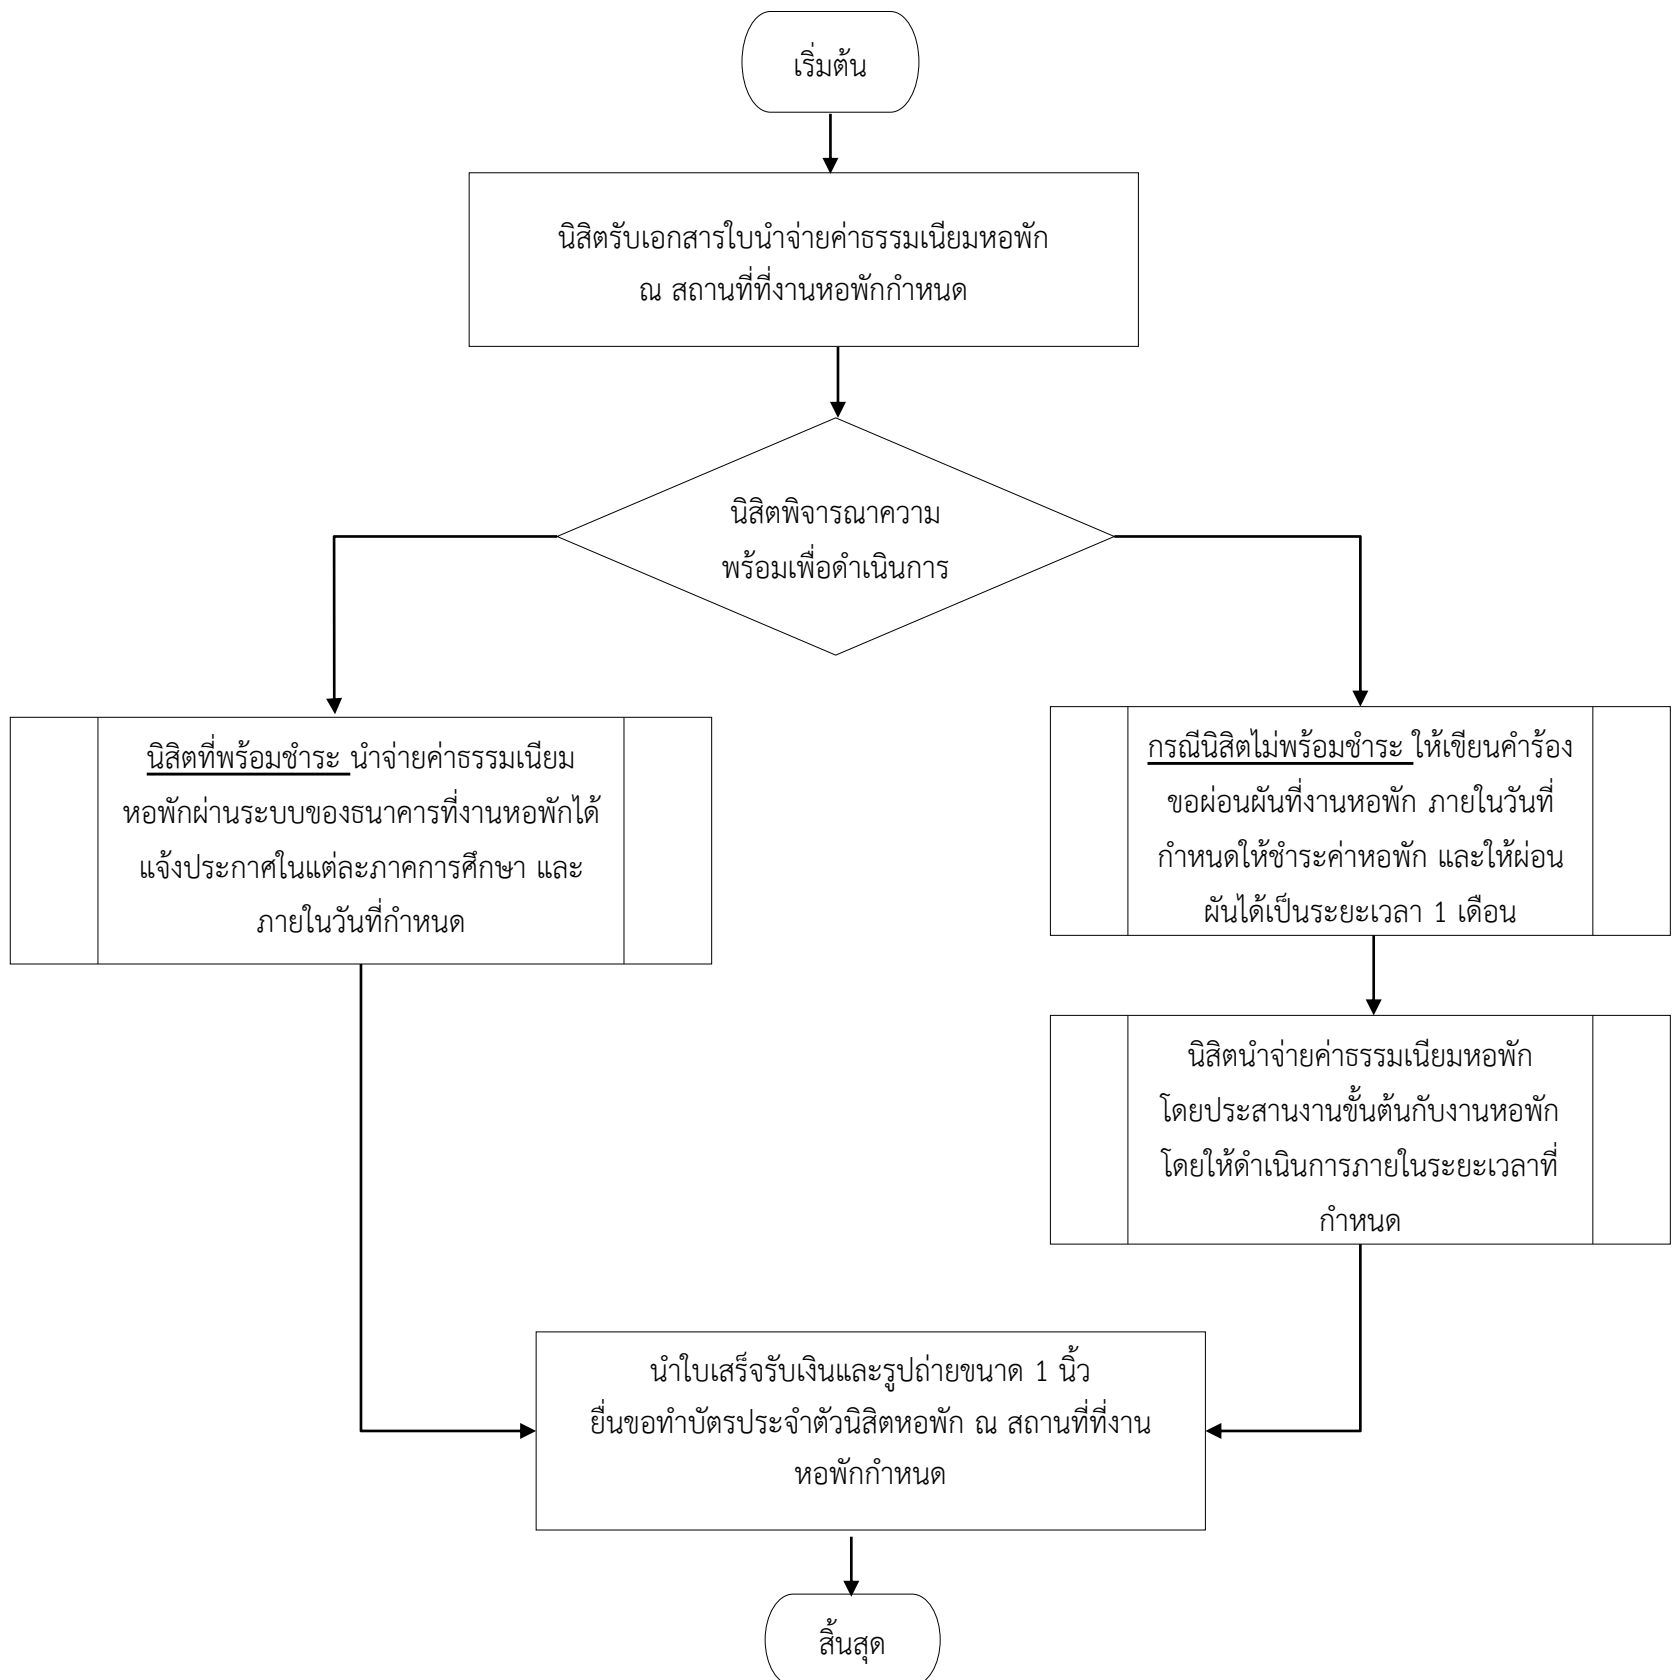 เริ่มต้น
นิสิตรับเอกสารใบนำจ่ายค่าธรรมเนียมหอพัก
ณ สถานที่ที่งานหอพักกำหนด
นิสิตพิจารณาความ
พร้อมเพื่อดำเนินการ
นิสิตที่พร้อมชำระ นำจ่ายค่าธรรมเนียม
หอพักผ่านระบบของธนาคารที่งานหอพักได้
แจ้งประกาศในแต่ละภาคการศึกษา และ
ภายในวันที่กำหนด
กรณีนิสิตไม่พร้อมชำระ ให้เขียนคำร้อง
ขอผ่อนผันที่งานหอพัก ภายในวันที่
กำหนดให้ชำระค่าหอพัก และให้ผ่อน
ผันได้เป็นระยะเวลา 1 เดือน
นิสิตนำจ่ายค่าธรรมเนียมหอพัก
โดยประสานงานขั้นต้นกับงานหอพัก
โดยให้ดำเนินการภายในระยะเวลาที่
กำหนด
นำใบเสร็จรับเงินและรูปถ่ายขนาด 1 นิ้ว
ยื่นขอทำบัตรประจำตัวนิสิตหอพัก ณ สถานที่ที่งาน
หอพักกำหนด
สิ้นสุด